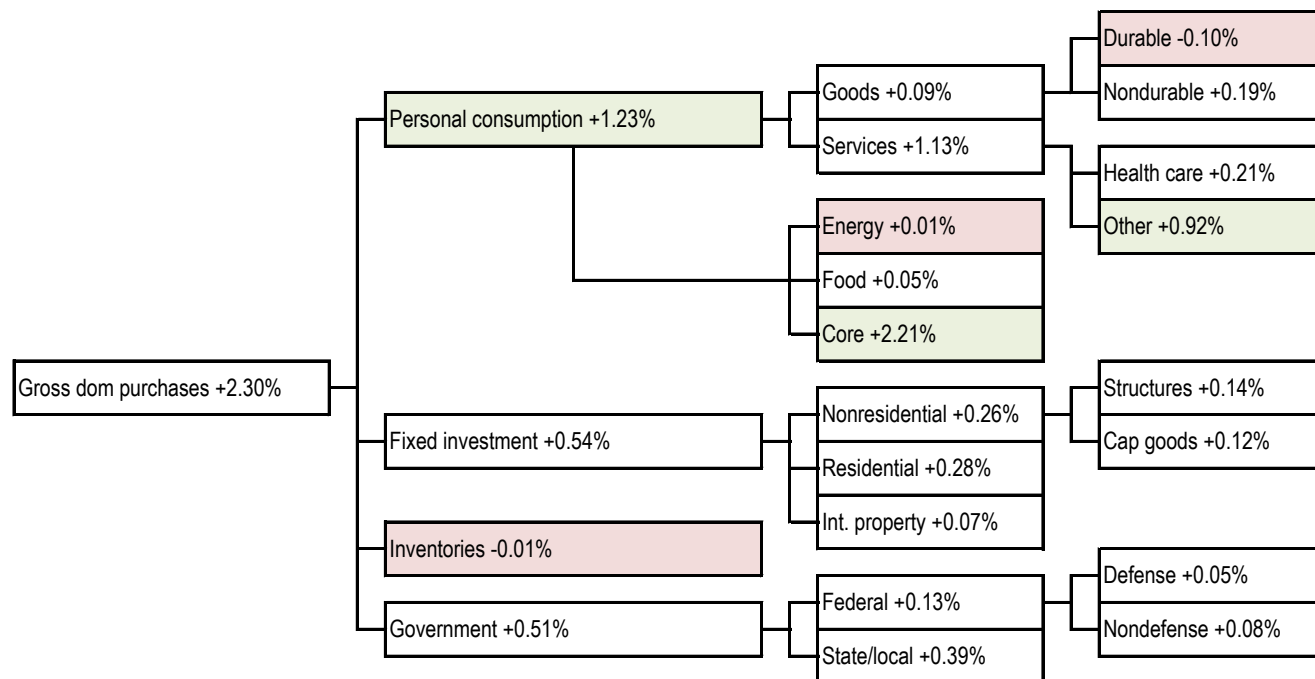 Gross dom purchases +2.30%
Personal consumption +1.23%
Goods +0.09%
Durable -0.10%
Nondurable +0.19%
Services +1.13%
Health care +0.21%
Other +0.92%
Energy +0.01%
Food +0.05%
Core +2.21%
Fixed investment +0.54%
Nonresidential +0.26%
Structures +0.14%
Cap goods +0.12%
Residential +0.28%
Int. property +0.07%
Inventories -0.01%
Government +0.51%
Federal +0.13%
Defense +0.05%
Nondefense +0.08%
State/local +0.39%